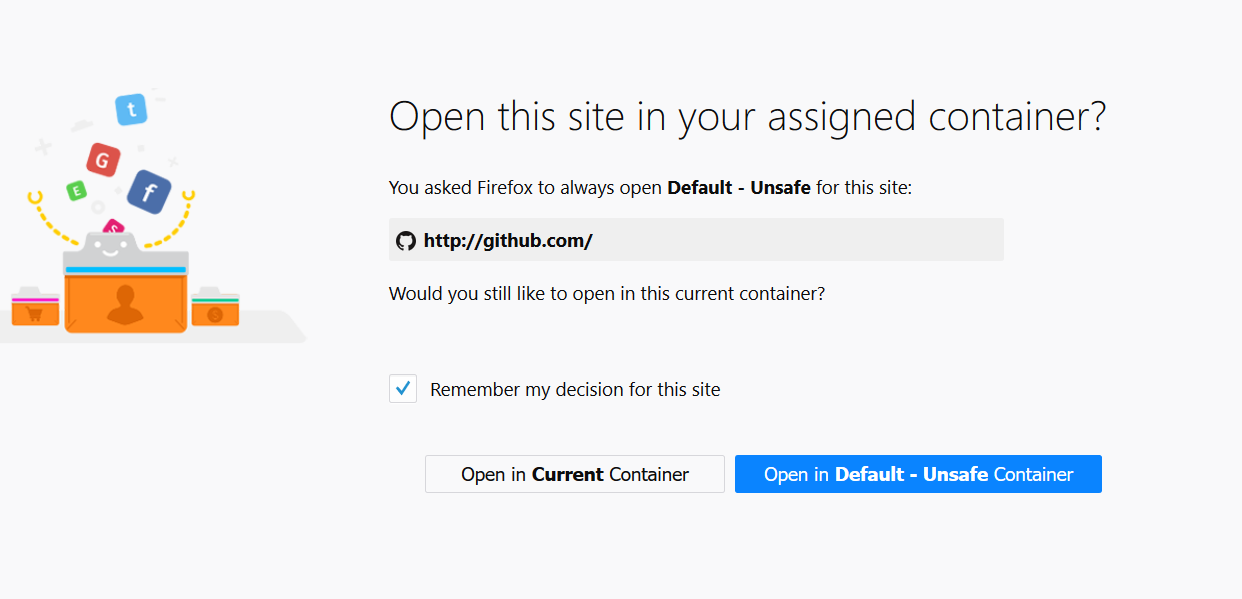 Open this site in your assigned container?
You asked Firefox to always open Default - Unsafe for this site:
http://github.com/
Would you still like to open in this current container?
Remember my decision for this site
Open in Current Container
Open in Default - Unsafe Container
t
G
E
f
S
$